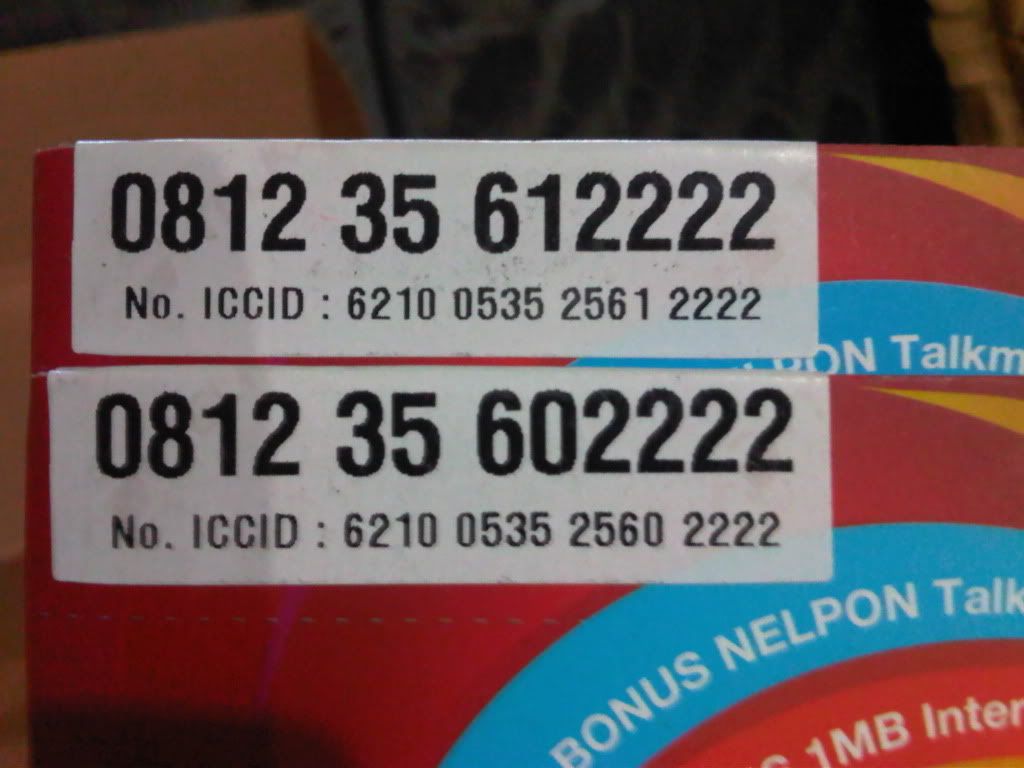 0812 35 612222
No. ICCID : 6210 0535 2561 2222
Talkm
0812 35 602222
No. ICCID : 6210 0535 2560 2222
BONUS NELPON Talk
1MB Inter